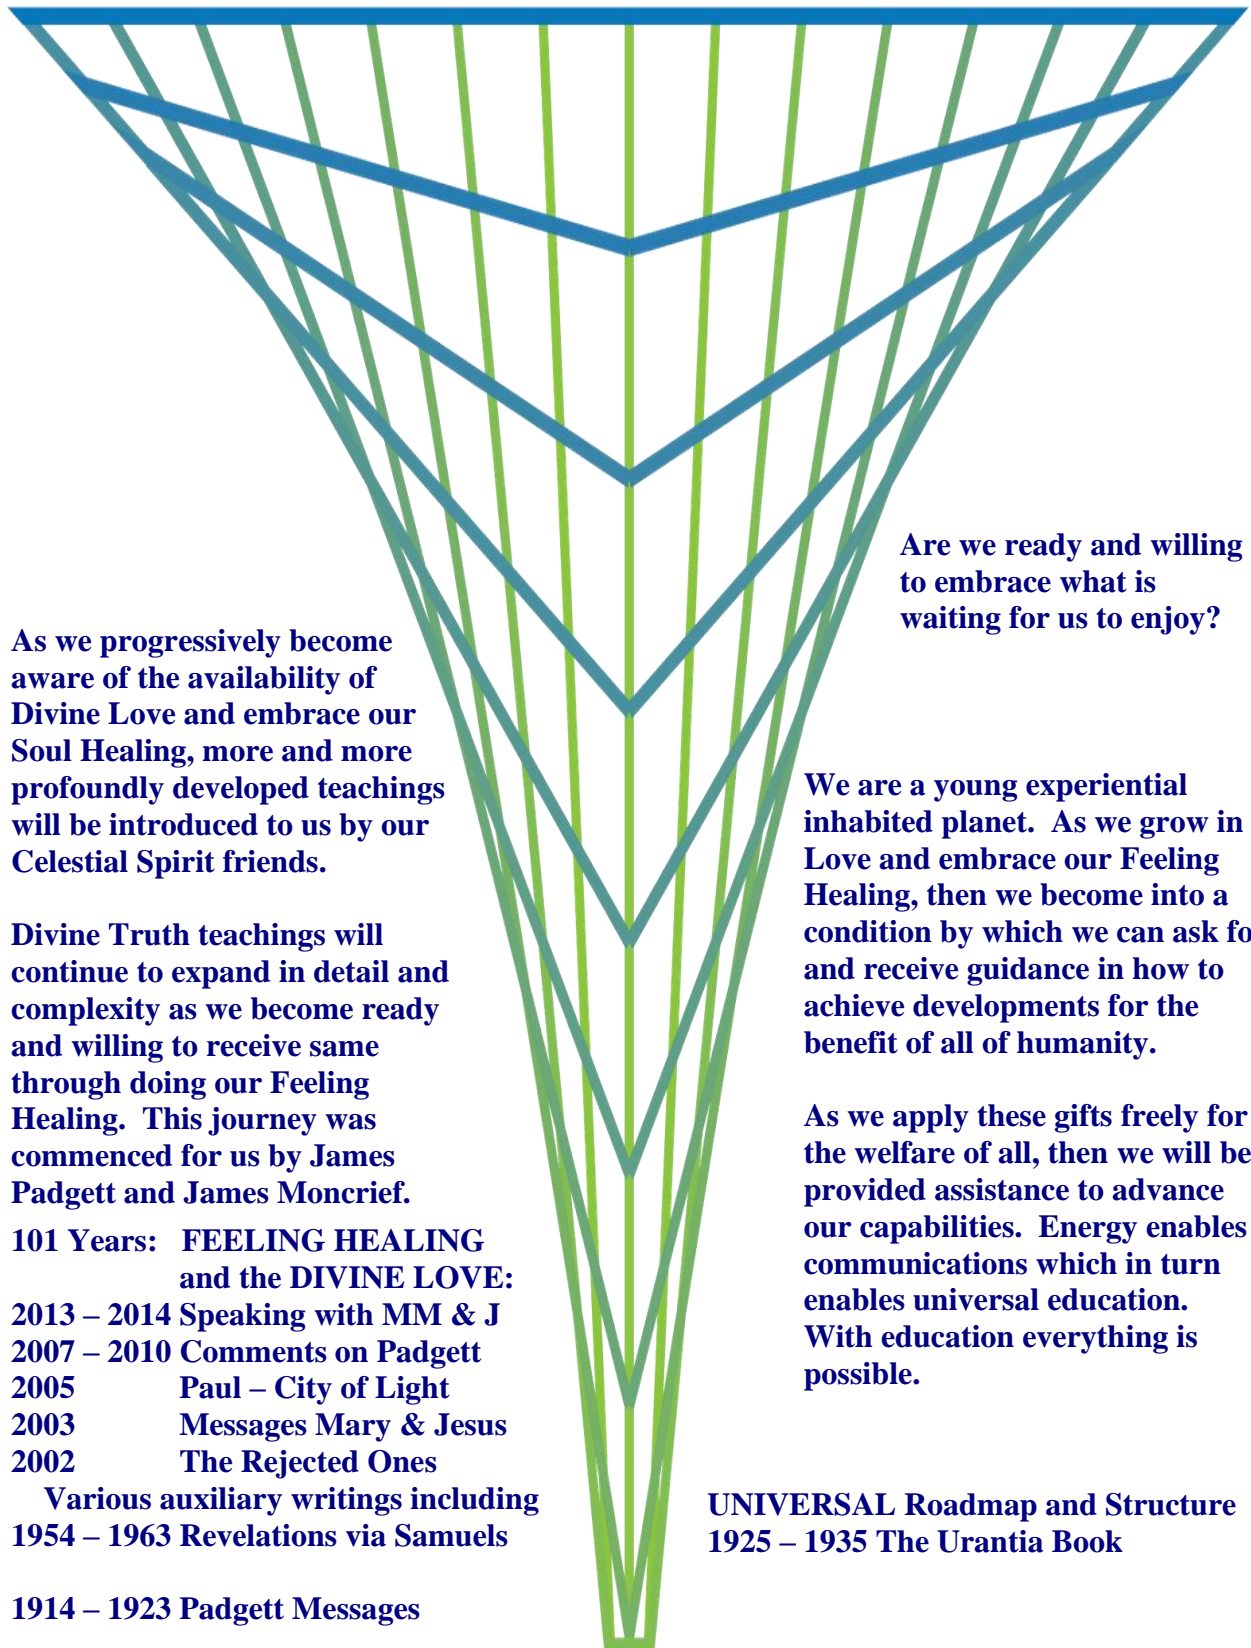 Are we ready and willing
to embrace what is
waiting for us to enjoy?
As we progressively become
aware of the availability of
Divine Love and embrace our
Soul Healing, more and more
profoundly developed teachings
will be introduced to us by our
Celestial Spirit friends.
Divine Truth teachings will
continue to expand in detail and
complexity as we become ready
and willing to receive same
through doing our Feeling
Healing.  This journey was
commenced for us by James
Padgett and James Moncrief.
101 Years:   FEELING HEALING
and the DIVINE LOVE:
2013 – 2014 Speaking with MM & J
2007 – 2010 Comments on Padgett
2005 Paul – City of Light
2003 Messages Mary & Jesus
2002 The Rejected Ones
Various auxiliary writings including
1954 – 1963 Revelations via Samuels
1914 – 1923 Padgett Messages
We are a young experiential
inhabited planet.  As we grow in
Love and embrace our Feeling
Healing, then we become into a
condition by which we can ask fo
and receive guidance in how to
achieve developments for the
benefit of all of humanity.
As we apply these gifts freely for
the welfare of all, then we will be
provided assistance to advance
our capabilities.  Energy enables
communications which in turn
enables universal education.
With education everything is
possible.
UNIVERSAL Roadmap and Structure
1925 – 1935 The Urantia Book